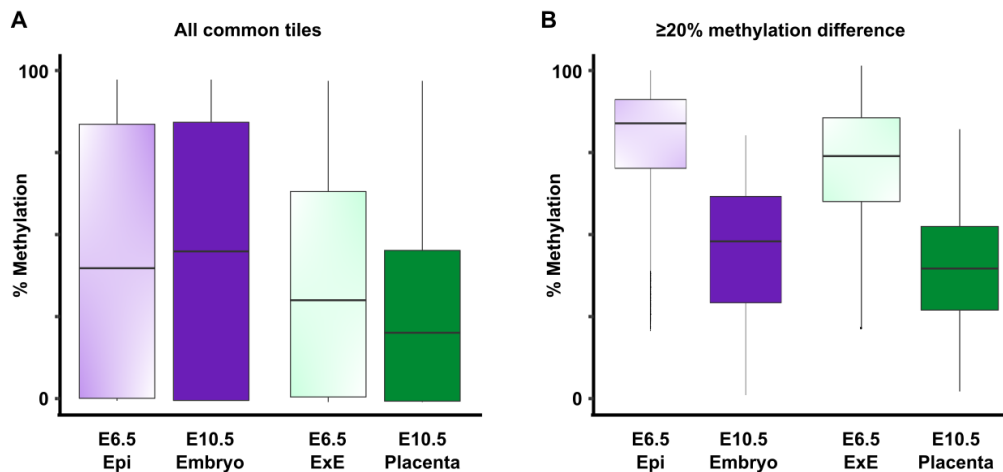 A
All common tiles
100
% Methylation
0
E6.5
Epi
E10.5
Embryo
E6.5
ExE
E10.5
Placenta
B
≥20% methylation difference
100
% Methylation
0
E6.5
Epi
E10.5
Embryo
E6.5
ExE
E10.5
Placenta